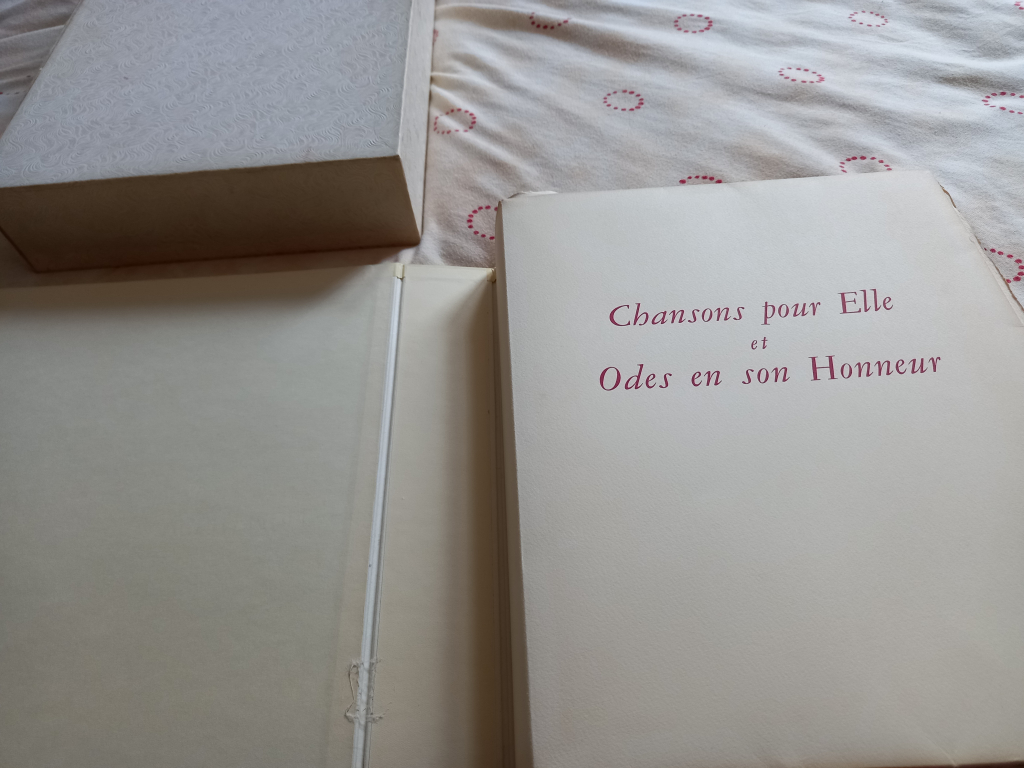 Chansons pour Elle
et
Odes en son Honneur